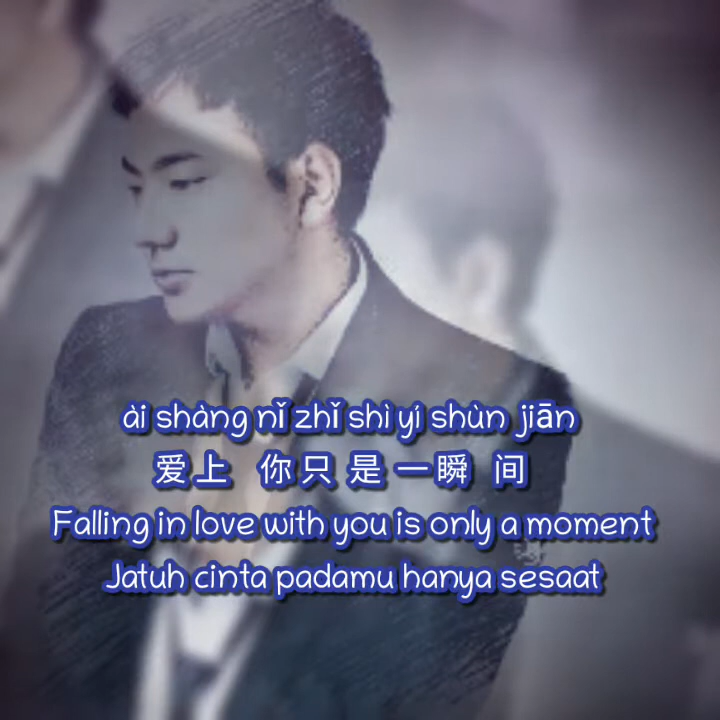 ài shàng nǐ zhǐ shì yí shùn jiān
爱上 你只是一瞬 间
Falling in love with you is only a moment
Jatuh cinta padamu hanya sesaat